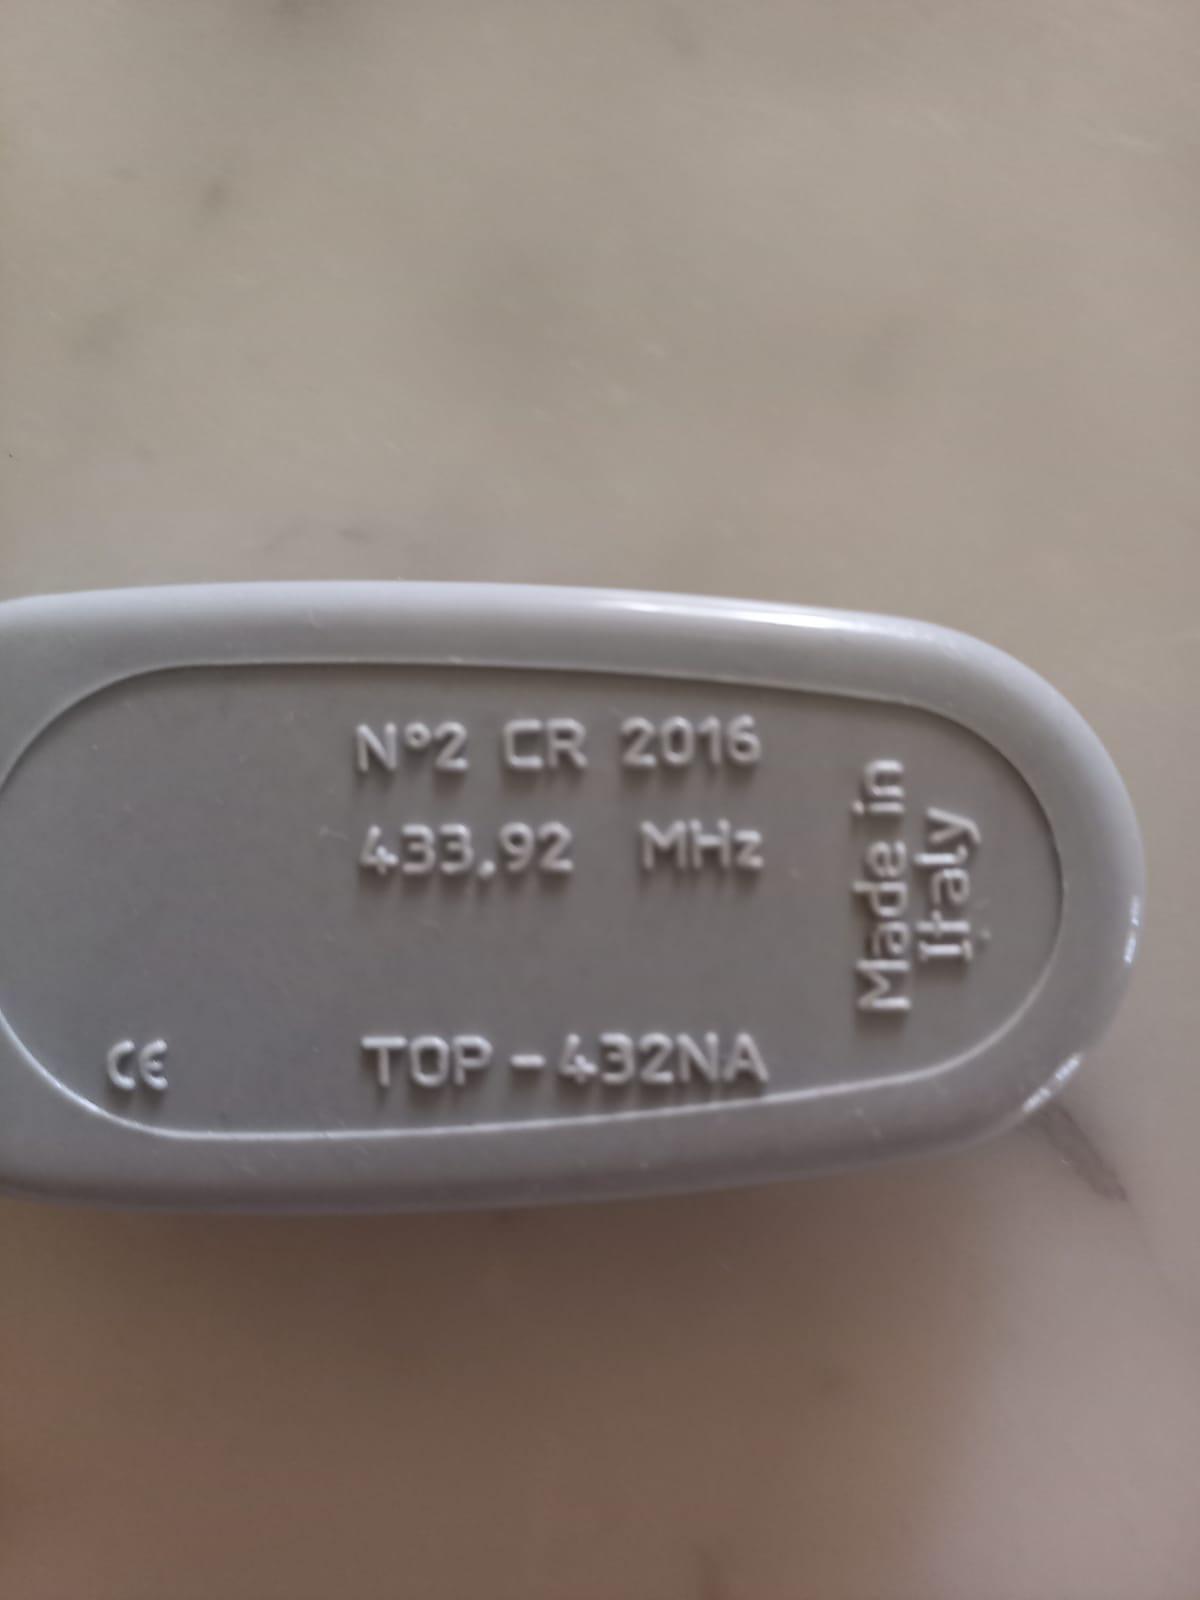 N°2 CR 2016
433.92 MHz
TOP-432NA
CE
Made in
Italy